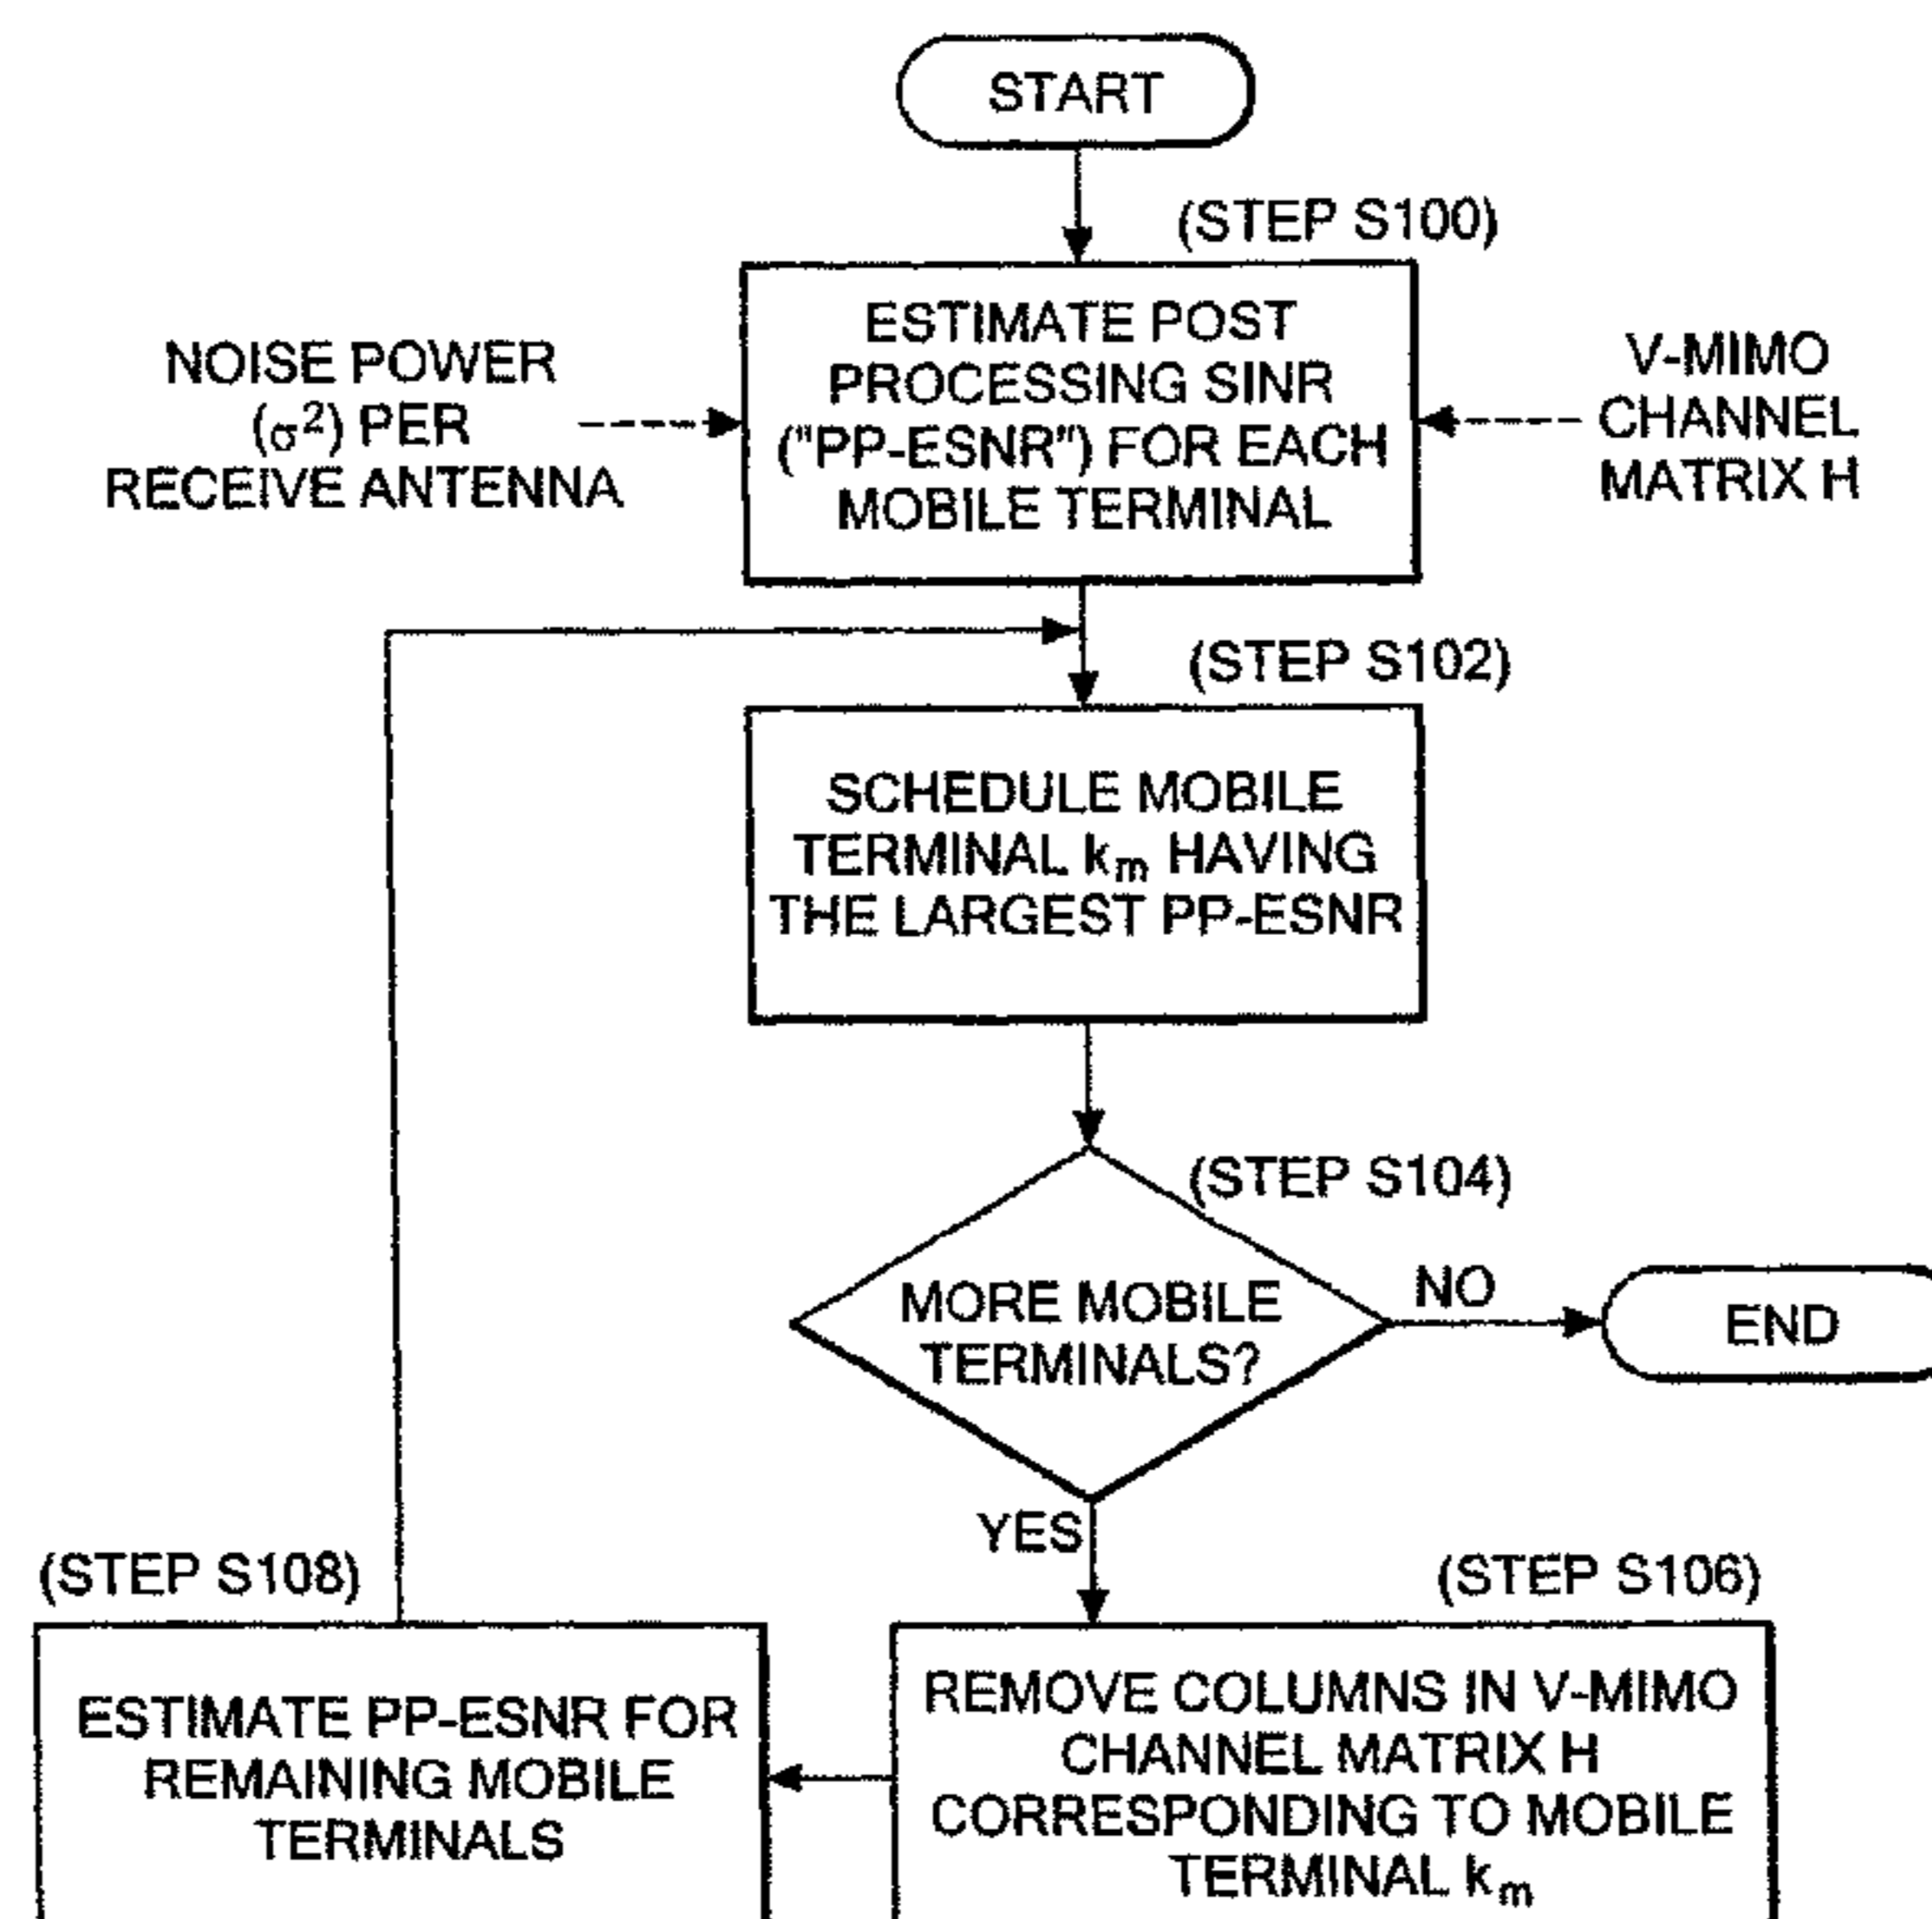 START
(STEP S100)
ESTIMATE POST
PROCESSING SINR
("PP-ESNR") FOR EACH
MOBILE TERMINAL
NOISE POWER
(σ²) PER
RECEIVE ANTENNA
V-MIMO
CHANNEL
MATRIX H
(STEP S102)
SCHEDULE MOBILE
TERMINAL kₘ HAVING
THE LARGEST PP-ESNR
(STEP S104)
MORE MOBILE
TERMINALS?
NO
END
YES
(STEP S106)
REMOVE COLUMNS IN V-MIMO
CHANNEL MATRIX H
CORRESPONDING TO MOBILE
TERMINAL kₘ
(STEP S108)
ESTIMATE PP-ESNR FOR
REMAINING MOBILE
TERMINALS